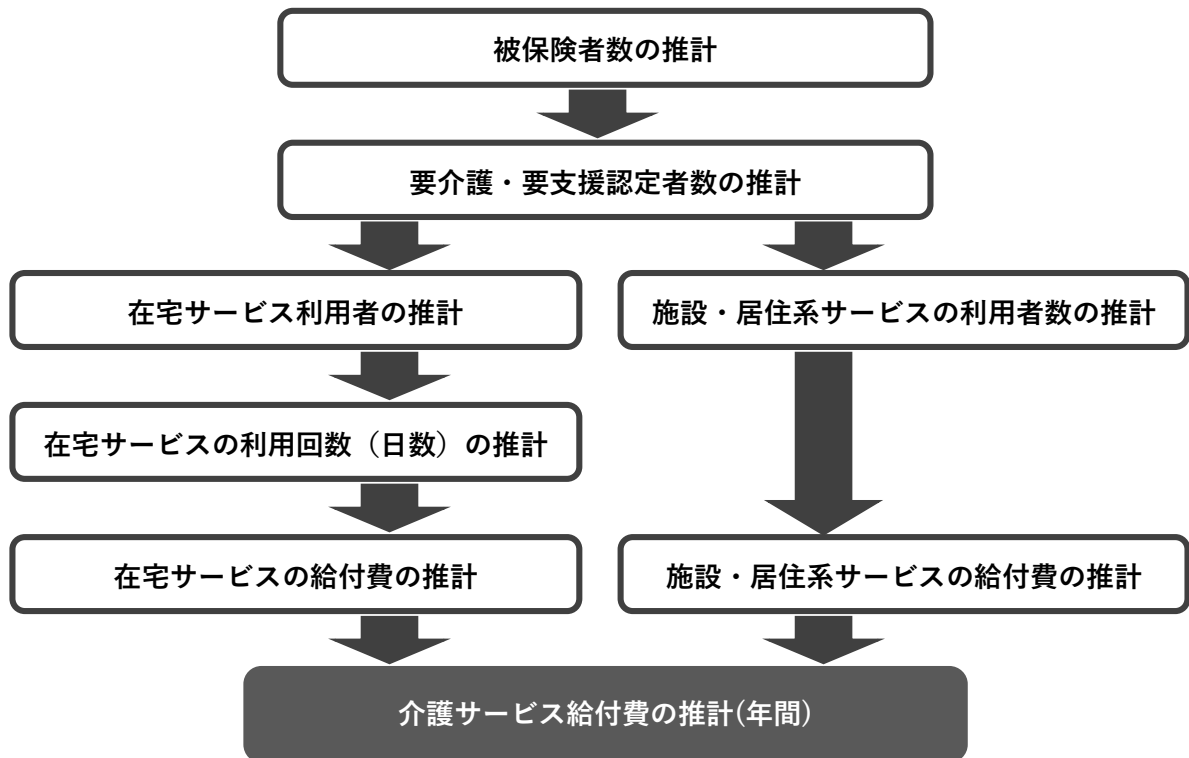 被保険者数の推計
要介護・要支援認定者数の推計
在宅サービス利用者の推計
施設・居住系サービスの利用者数の推計
在宅サービスの利用回数（日数）の推計
在宅サービスの給付費の推計
施設・居住系サービスの給付費の推計
介護サービス給付費の推計(年間)